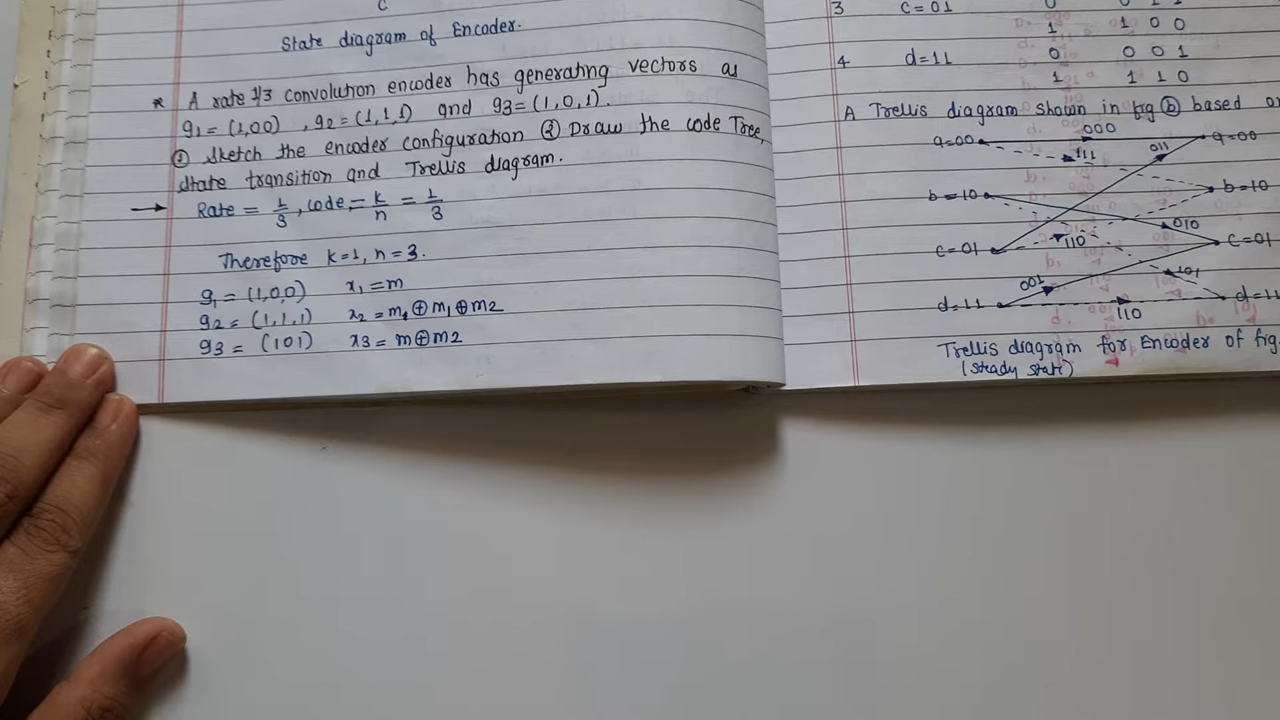 C
State diagram of Encoder.
* A rate 1/3 convolution encoder has generating vectors as
g1 = (1,00) , g2 = (1,1,1) and g3 = (1,0,1).
① Sketch the encoder configuration ② Draw the code Tree,
state transition and Trellis diagram.
→ Rate = 1/3, code = k/n = 1/3
Therefore k=1, n=3.
g1 = (1,0,0) x1 = m
g2 = (1,1,1) x2 = m ⊕ m1 ⊕ m2
g3 = (101) x3 = m⊕m2
3 C=01 0 0 1 1
1 1 0 0
4 d=11 0 0 0 1
1 1 1 0
A Trellis diagram shown in fig ⓑ based
a=00 000 a=00
111 011
b=10 b=10
010
c=01 110 c=01
001 101
d=11 110 d=11
Trellis diagram for Encoder of fig.
(steady state)